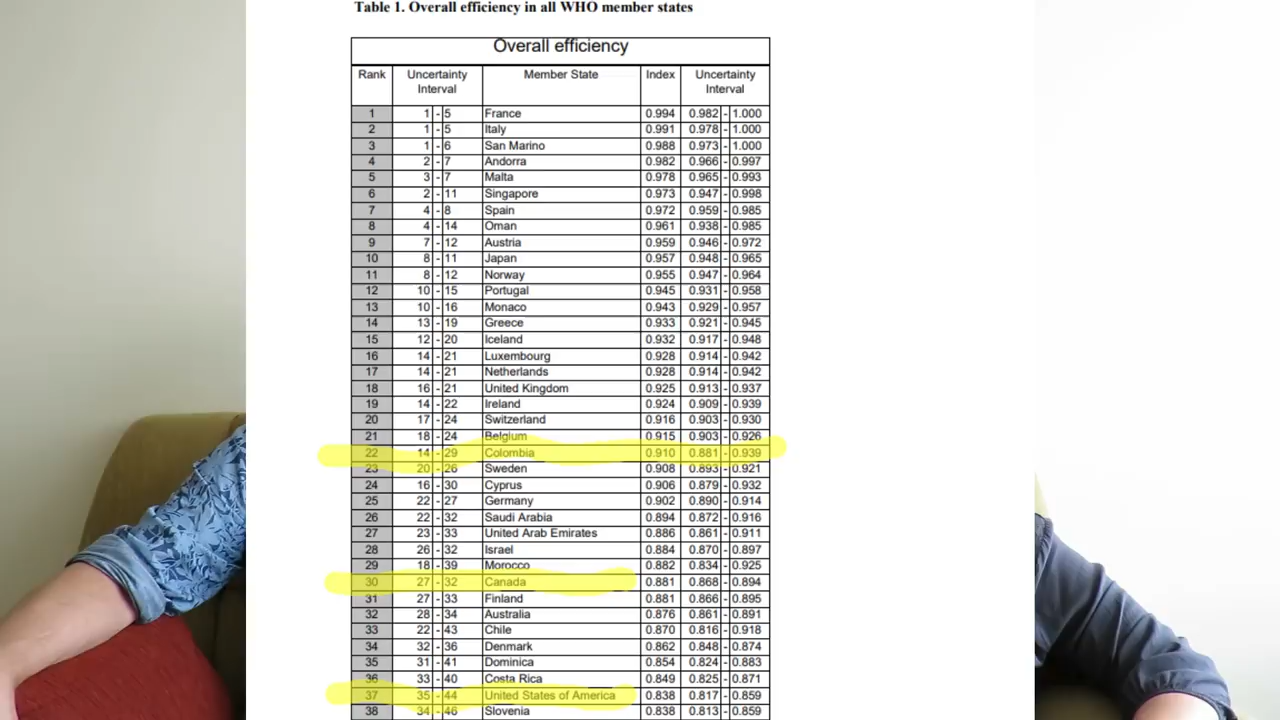 Table 1. Overall efficiency in all WHO member states
Overall efficiency
Rank Uncertainty Interval Member State Index Uncertainty Interval
1 1 - 5 France 0.994 0.982 - 1.000
2 1 - 5 Italy 0.991 0.978 - 1.000
3 1 - 6 San Marino 0.988 0.973 - 1.000
4 2 - 7 Andorra 0.982 0.966 - 0.997
5 3 - 7 Malta 0.978 0.965 - 0.993
6 2 - 11 Singapore 0.973 0.947 - 0.998
7 4 - 8 Spain 0.972 0.959 - 0.985
8 4 - 14 Oman 0.961 0.938 - 0.985
9 7 - 12 Austria 0.959 0.946 - 0.972
10 8 - 11 Japan 0.957 0.948 - 0.965
11 8 - 12 Norway 0.955 0.947 - 0.964
12 10 - 15 Portugal 0.945 0.931 - 0.958
13 10 - 16 Monaco 0.943 0.929 - 0.957
14 13 - 19 Greece 0.933 0.921 - 0.945
15 12 - 20 Iceland 0.932 0.917 - 0.948
16 14 - 21 Luxembourg 0.928 0.914 - 0.942
17 14 - 21 Netherlands 0.928 0.914 - 0.942
18 16 - 21 United Kingdom 0.925 0.913 - 0.937
19 14 - 22 Ireland 0.924 0.909 - 0.939
20 17 - 24 Switzerland 0.916 0.903 - 0.930
21 18 - 24 Belgium 0.915 0.903 - 0.926
22 14 - 29 Colombia 0.910 0.881 - 0.939
23 20 - 26 Sweden 0.908 0.893 - 0.921
24 16 - 30 Cyprus 0.906 0.879 - 0.932
25 22 - 27 Germany 0.902 0.890 - 0.914
26 22 - 32 Saudi Arabia 0.894 0.872 - 0.916
27 23 - 33 United Arab Emirates 0.886 0.861 - 0.911
28 26 - 32 Israel 0.884 0.870 - 0.897
29 18 - 39 Morocco 0.882 0.834 - 0.925
30 27 - 32 Canada 0.881 0.868 - 0.894
31 27 - 33 Finland 0.881 0.866 - 0.895
32 28 - 34 Australia 0.876 0.861 - 0.891
33 22 - 43 Chile 0.870 0.816 - 0.918
34 32 - 36 Denmark 0.862 0.848 - 0.874
35 31 - 41 Dominica 0.854 0.824 - 0.883
36 33 - 40 Costa Rica 0.849 0.825 - 0.871
37 35 - 44 United States of America 0.838 0.817 - 0.859
38 34 - 46 Slovenia 0.838 0.813 - 0.859